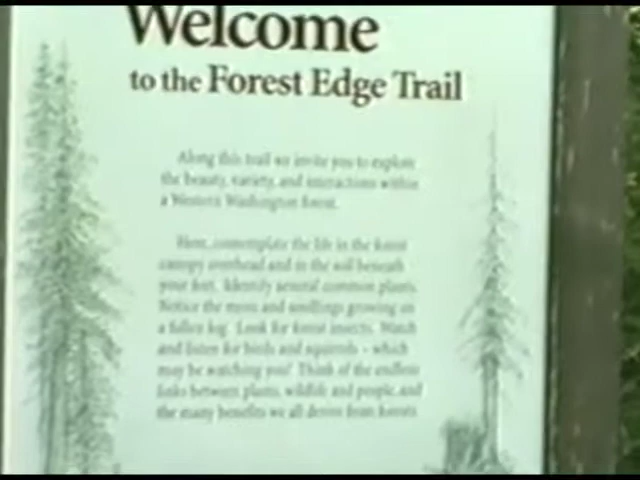 Welcome
to the Forest Edge Trail
Along this trail we invite you to explore
the beauty, variety, and interactions within
a Western Washington forest.
Here, contemplate the life in the forest
canopy overhead and in the soil beneath
your feet. Identify several common plants.
Notice the moss and seedlings growing on
a fallen log. Look for forest insects. Watch
and listen for birds and squirrels - which
may be watching you! Think of the endless
links between plants, wildlife and people, and
the many benefits we all derive from forests.